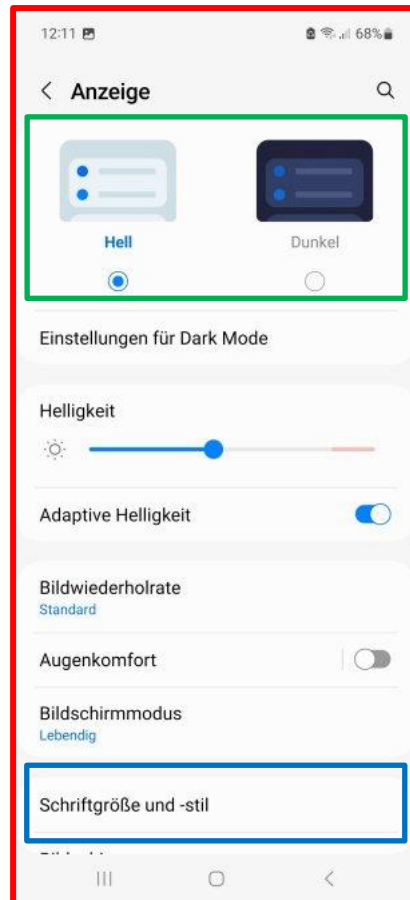 12:11 68%
Anzeige
Hell Dunkel
Einstellungen für Dark Mode
Helligkeit
Adaptive Helligkeit
Bildwiederholrate
Standard
Augenkomfort
Bildschirmmodus
Lebendig
Schriftgröße und -stil